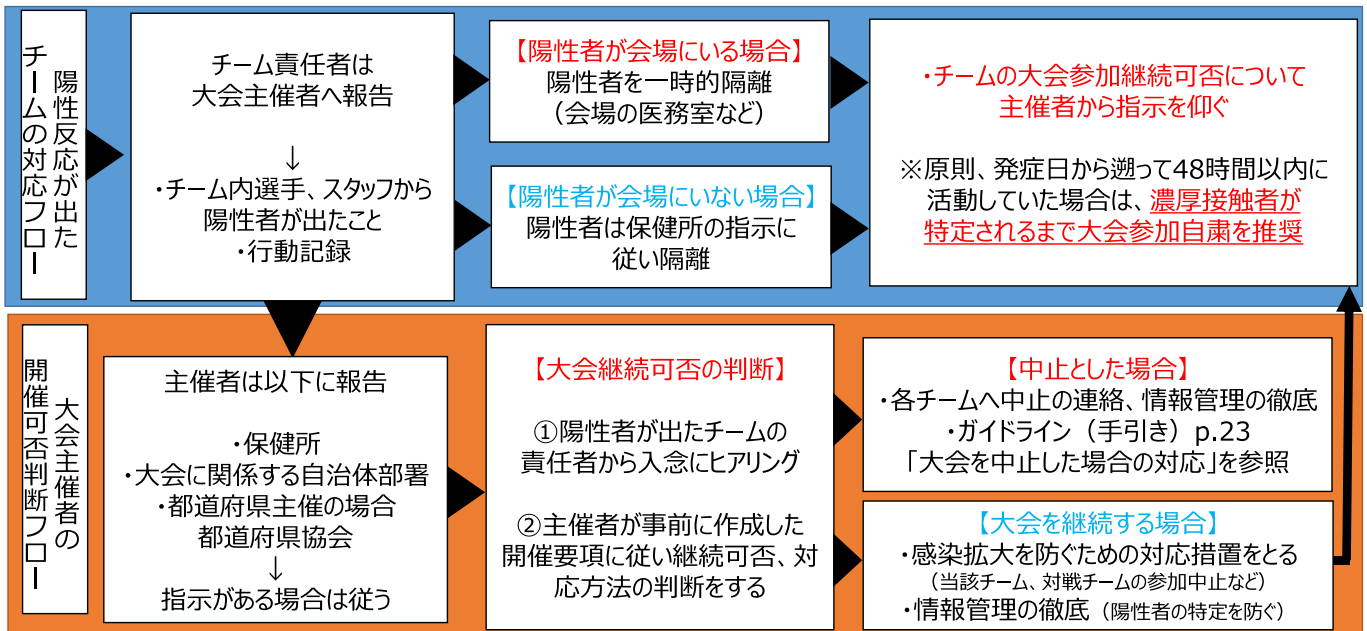 陽性反応が出た
チームの対応フロー
チーム責任者は
大会主催者へ報告
↓
・チーム内選手、スタッフから
陽性者が出たこと
・行動記録
【陽性者が会場にいる場合】
陽性者を一時的隔離
（会場の医務室など）
【陽性者が会場にいない場合】
陽性者は保健所の指示に
従い隔離
・チームの大会参加継続可否について
主催者から指示を仰ぐ
※原則、発症日から遡って48時間以内に
活動していた場合は、濃厚接触者が
特定されるまで大会参加自粛を推奨
大会主催者の
開催可否判断フロー
主催者は以下に報告
・保健所
・大会に関係する自治体部署
・都道府県主催の場合
都道府県協会
↓
指示がある場合は従う
【大会継続可否の判断】
①陽性者が出たチームの
責任者から入念にヒアリング
②主催者が事前に作成した
開催要項に従い継続可否、対
応方法の判断をする
【中止とした場合】
・各チームへ中止の連絡、情報管理の徹底
・ガイドライン（手引き）p.23
「大会を中止した場合の対応」を参照
【大会を継続する場合】
・感染拡大を防ぐための対応措置をとる
（当該チーム、対戦チームの参加中止など）
・情報管理の徹底（陽性者の特定を防ぐ）